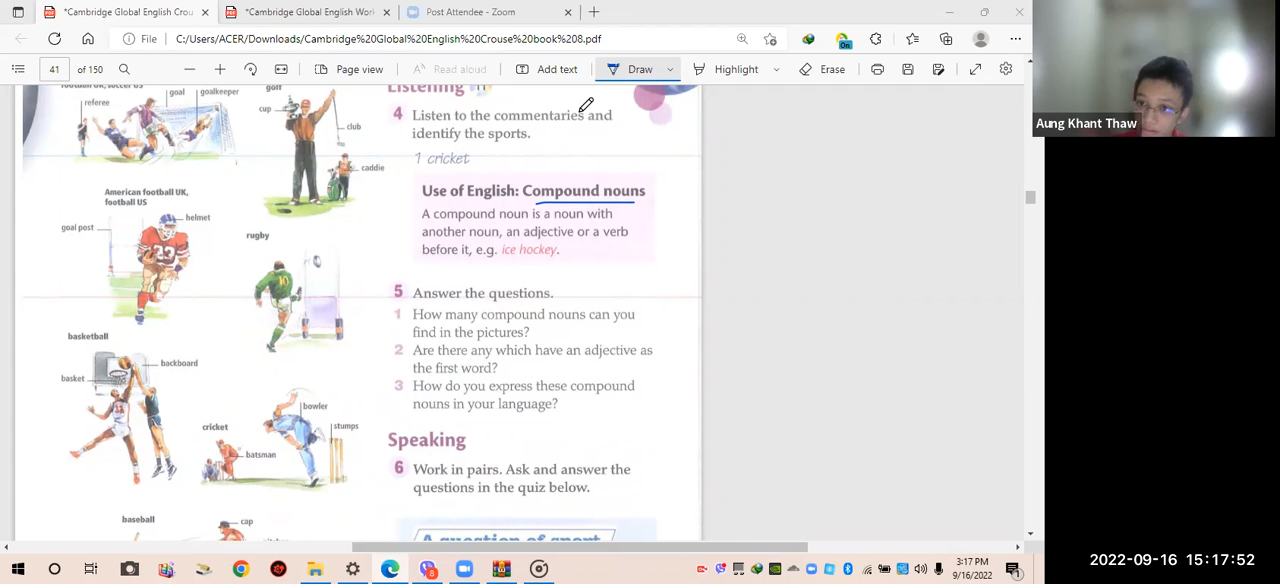 *Cambridge Global English Crou
*Cambridge Global English Work
Post Attendee - Zoom
File
C:/Users/ACER/Downloads/Cambridge%20Global%20English%20Crouse%20book%208.pdf
On
41 of 150
Page view
Read aloud
Add text
Draw
Highlight
Erase
Aung Khant Thaw
football UK, soccer US
referee
goal
goalkeeper
golf
cup
club
caddie
American football UK,
football US
helmet
goal post
rugby
basketball
backboard
basket
cricket
bowler
stumps
batsman
baseball
cap
Listening
4 Listen to the commentaries and
identify the sports.
1 cricket
Use of English: Compound nouns
A compound noun is a noun with
another noun, an adjective or a verb
before it, e.g. ice hockey.
5 Answer the questions.
1 How many compound nouns can you
find in the pictures?
2 Are there any which have an adjective as
the first word?
3 How do you express these compound
nouns in your language?
Speaking
6 Work in pairs. Ask and answer the
questions in the quiz below.
A question of sport
3:17 PM
9/16/2022
2022-09-16 15:17:52